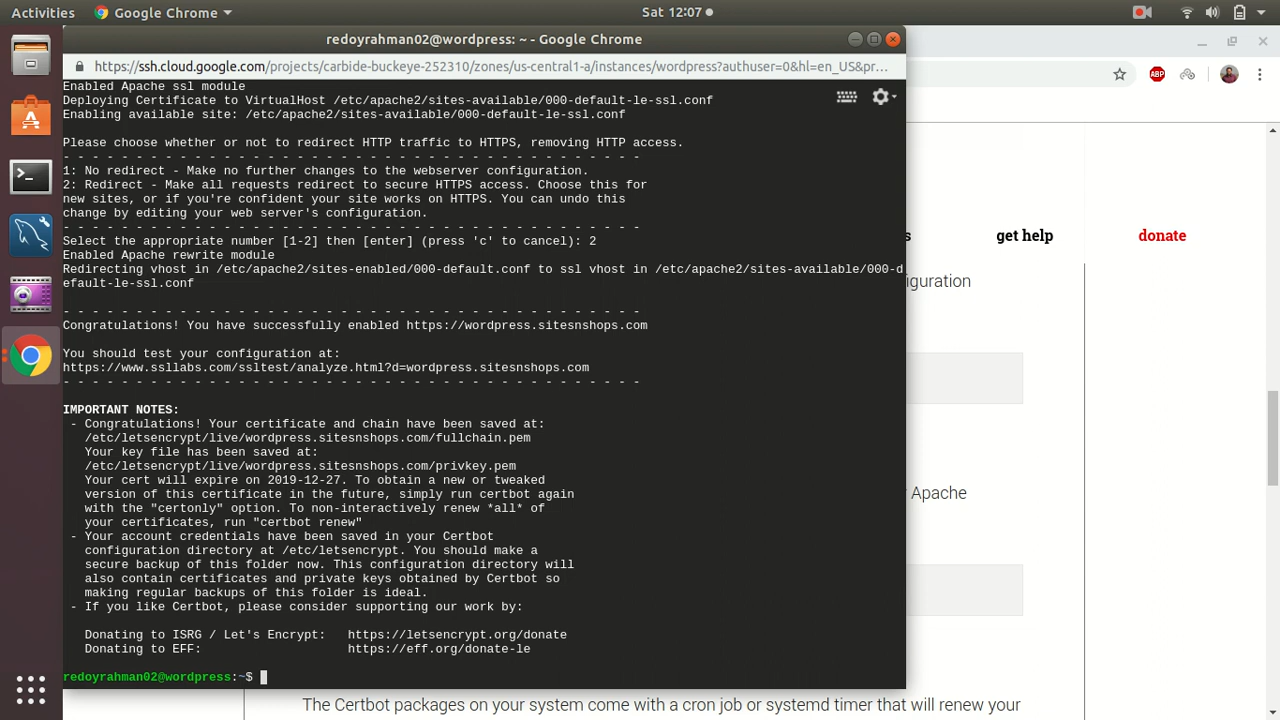 Activities
Google Chrome
Sat 12:07
redoyrahman02@wordpress: ~ - Google Chrome
https://ssh.cloud.google.com/projects/carbide-buckeye-252310/zones/us-central1-a/instances/wordpress?authuser=0&hl=en_US&pr…
ABP
Enabled Apache ssl module
Deploying Certificate to VirtualHost /etc/apache2/sites-available/000-default-le-ssl.conf
Enabling available site: /etc/apache2/sites-available/000-default-le-ssl.conf
Please choose whether or not to redirect HTTP traffic to HTTPS, removing HTTP access.
- - - - - - - - - - - - - - - - - - - - - - - - - - - - - - - - - - - - - - - -
1: No redirect - Make no further changes to the webserver configuration.
2: Redirect - Make all requests redirect to secure HTTPS access. Choose this for
new sites, or if you're confident your site works on HTTPS. You can undo this
change by editing your web server's configuration.
- - - - - - - - - - - - - - - - - - - - - - - - - - - - - - - - - - - - - - - -
Select the appropriate number [1-2] then [enter] (press 'c' to cancel): 2
Enabled Apache rewrite module
Redirecting vhost in /etc/apache2/sites-enabled/000-default.conf to ssl vhost in /etc/apache2/sites-available/000-d
efault-le-ssl.conf
- - - - - - - - - - - - - - - - - - - - - - - - - - - - - - - - - - - - - - - -
Congratulations! You have successfully enabled https://wordpress.sitesnshops.com
You should test your configuration at:
https://www.ssllabs.com/ssltest/analyze.html?d=wordpress.sitesnshops.com
- - - - - - - - - - - - - - - - - - - - - - - - - - - - - - - - - - - - - - - -
IMPORTANT NOTES:
- Congratulations! Your certificate and chain have been saved at:
/etc/letsencrypt/live/wordpress.sitesnshops.com/fullchain.pem
Your key file has been saved at:
/etc/letsencrypt/live/wordpress.sitesnshops.com/privkey.pem
Your cert will expire on 2019-12-27. To obtain a new or tweaked
version of this certificate in the future, simply run certbot again
with the "certonly" option. To non-interactively renew *all* of
your certificates, run "certbot renew"
- Your account credentials have been saved in your Certbot
configuration directory at /etc/letsencrypt. You should make a
secure backup of this folder now. This configuration directory will
also contain certificates and private keys obtained by Certbot so
making regular backups of this folder is ideal.
- If you like Certbot, please consider supporting our work by:
Donating to ISRG / Let's Encrypt: https://letsencrypt.org/donate
Donating to EFF: https://eff.org/donate-le
redoyrahman02@wordpress:~$
s get help donate
guration
Apache
The Certbot packages on your system come with a cron job or systemd timer that will renew your